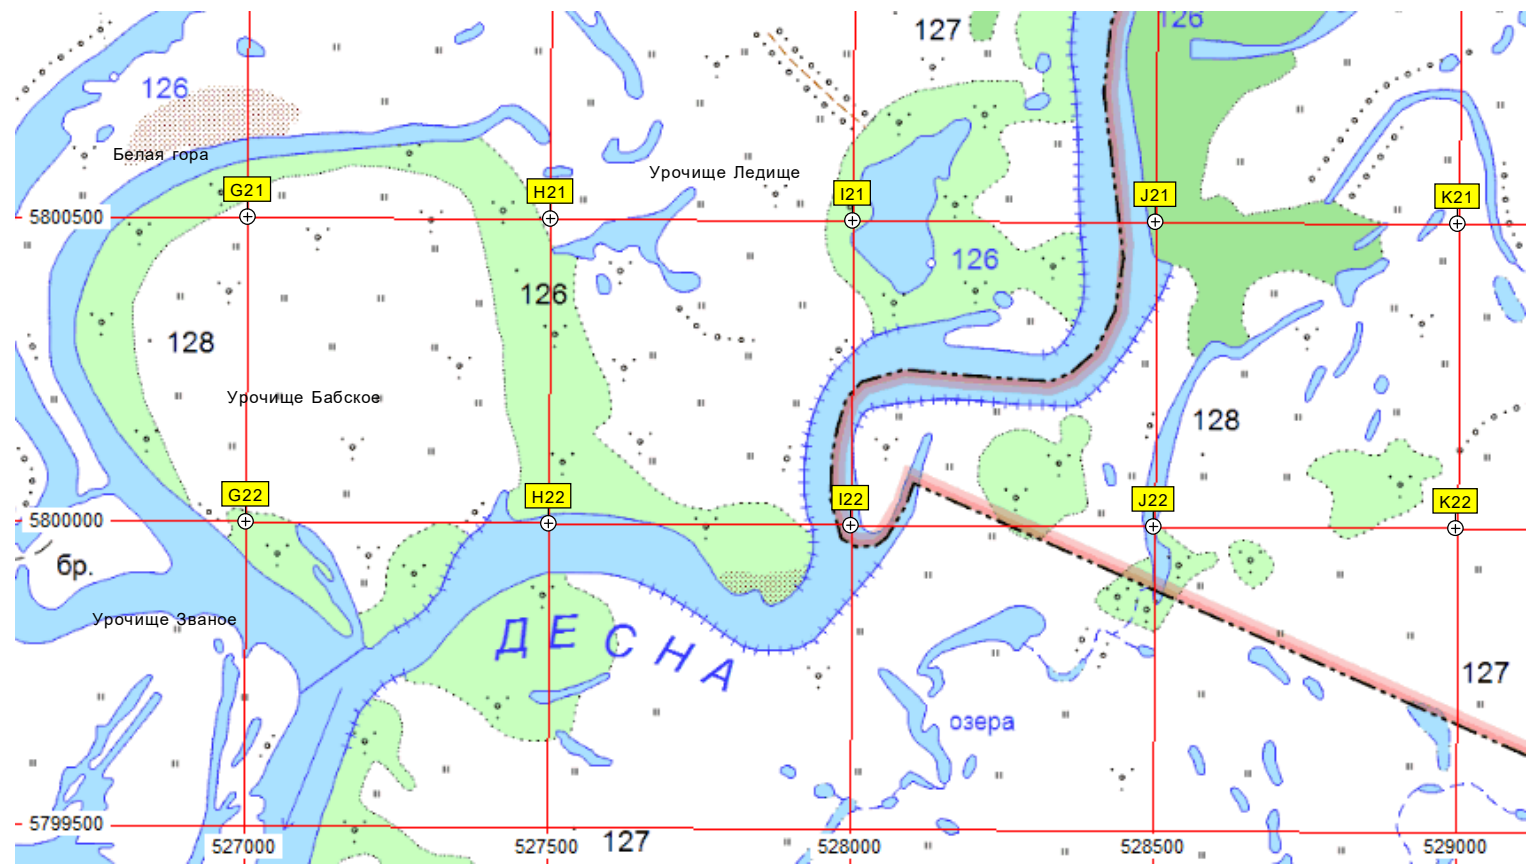 127
126
126
Белая гора
Урочище Ледище
G21
H21
I21
J21
K21
5800500
126
126
128
Урочище Бабское
128
G22
H22
I22
J22
K22
5800000
бр.
Урочище Званое
ДЕСНА
127
озера
5799500
527000
527500
127
528000
528500
529000